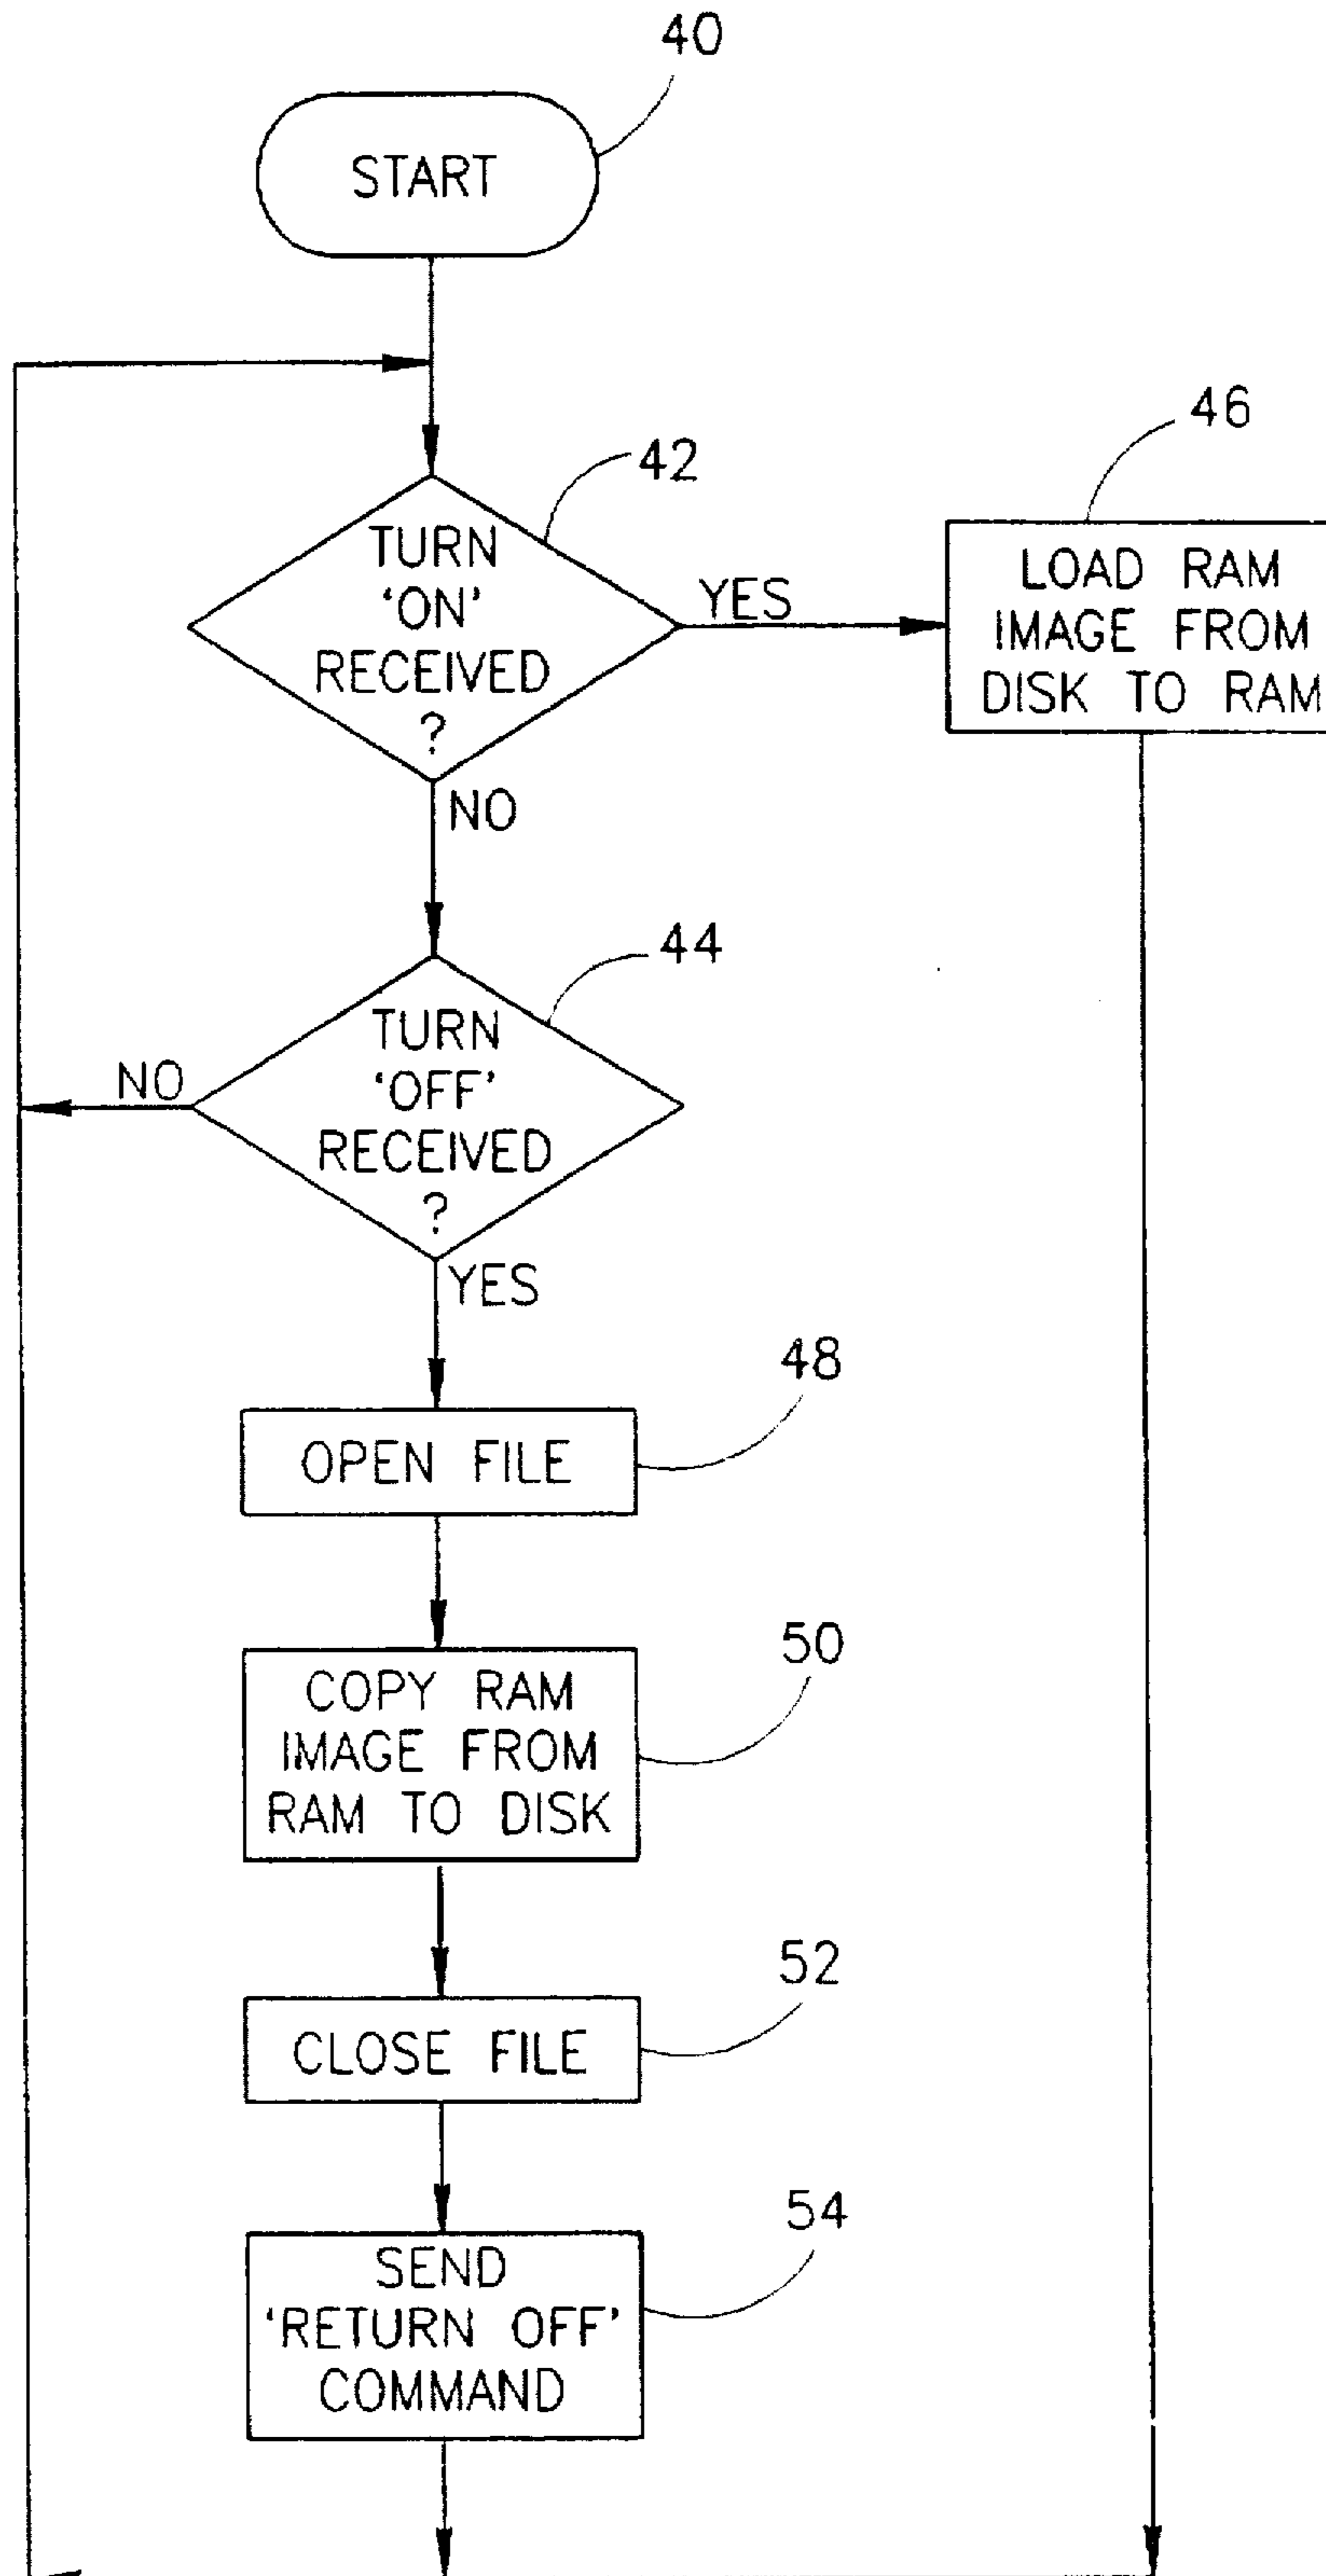 40
START
42
TURN
'ON'
RECEIVED
?
YES
NO
46
LOAD RAM
IMAGE FROM
DISK TO RAM
44
TURN
'OFF'
RECEIVED
?
NO
YES
48
OPEN FILE
50
COPY RAM
IMAGE FROM
RAM TO DISK
52
CLOSE FILE
54
SEND
'RETURN OFF'
COMMAND